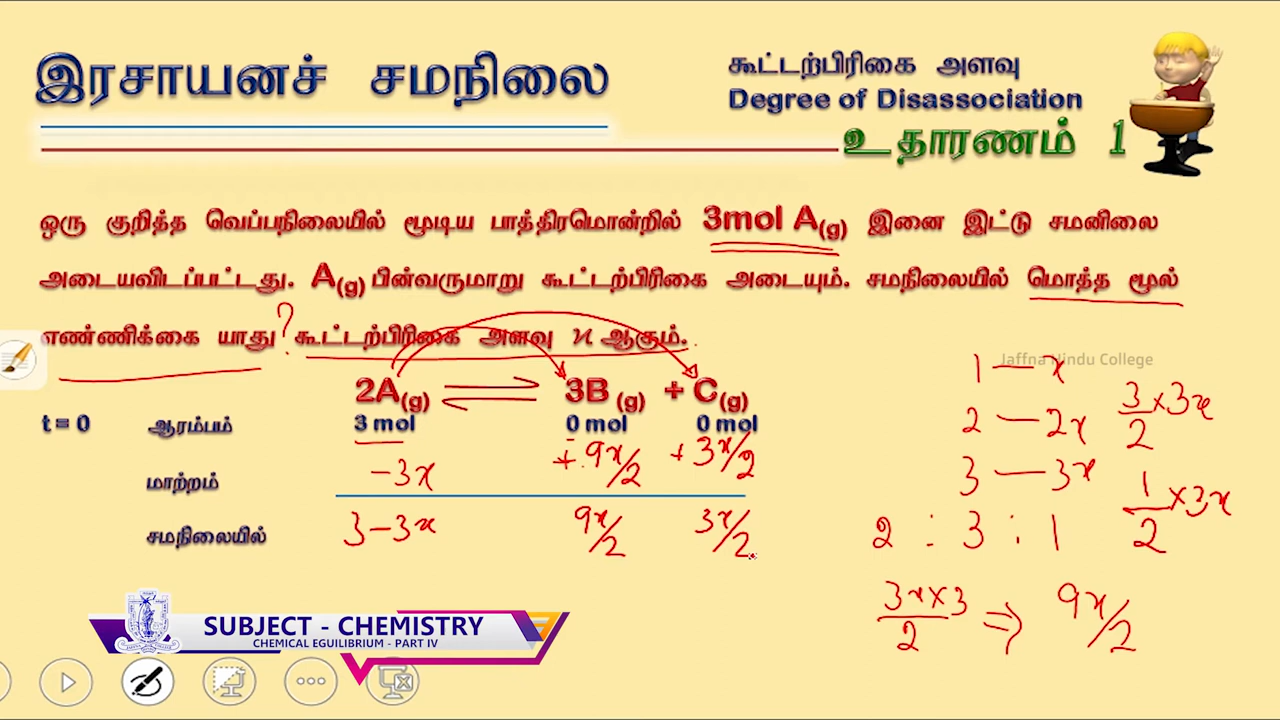 இரசாயனச் சமநிலை
கூட்டற்பிரிகை அளவு
Degree of Disassociation
உதாரணம் 1
ஒரு குறித்த வெப்பநிலையில் மூடிய பாத்திரமொன்றில் 3mol A(g) இனை இட்டு சமனிலை
அடையவிடப்பட்டது. A(g) பின்வருமாறு கூட்டற்பிரிகை அடையும். சமநிலையில் மொத்த மூல்
எண்ணிக்கை யாது? கூட்டற்பிரிகை அளவு x ஆகும்.
Jaffna Hindu College
2A(g) ⇌ 3B (g) + C(g)
t = 0 ஆரம்பம் 3 mol 0 mol 0 mol
மாற்றம் -3x +9x/2 +3x/2
சமநிலையில் 3-3x 9x/2 3x/2
1 — x
2 — 2x 3/2 × 3x
3 — 3x 1/2 × 3x
2 : 3 : 1
3x×3/2 ⇒ 9x/2
SUBJECT - CHEMISTRY
CHEMICAL EGUILIBRIUM - PART IV